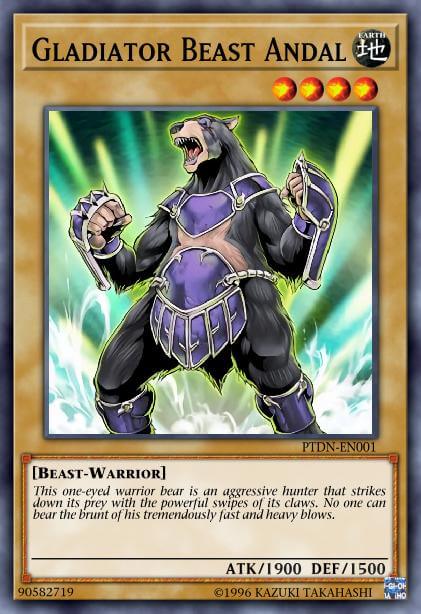 GLADIATOR BEAST ANDAL
EARTH
地
PTDN-EN001
[BEAST-WARRIOR]
This one-eyed warrior bear is an aggressive hunter that strikes
down its prey with the powerful swipes of its claws. No one can
bear the brunt of his tremendously fast and heavy blows.
ATK/1900 DEF/1500
90582719
©1996 KAZUKI TAKAHASHI